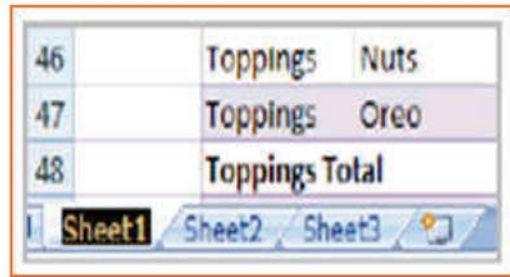 46 Toppings Nuts
47 Toppings Oreo
48 Toppings Total
Sheet1 Sheet2 Sheet3